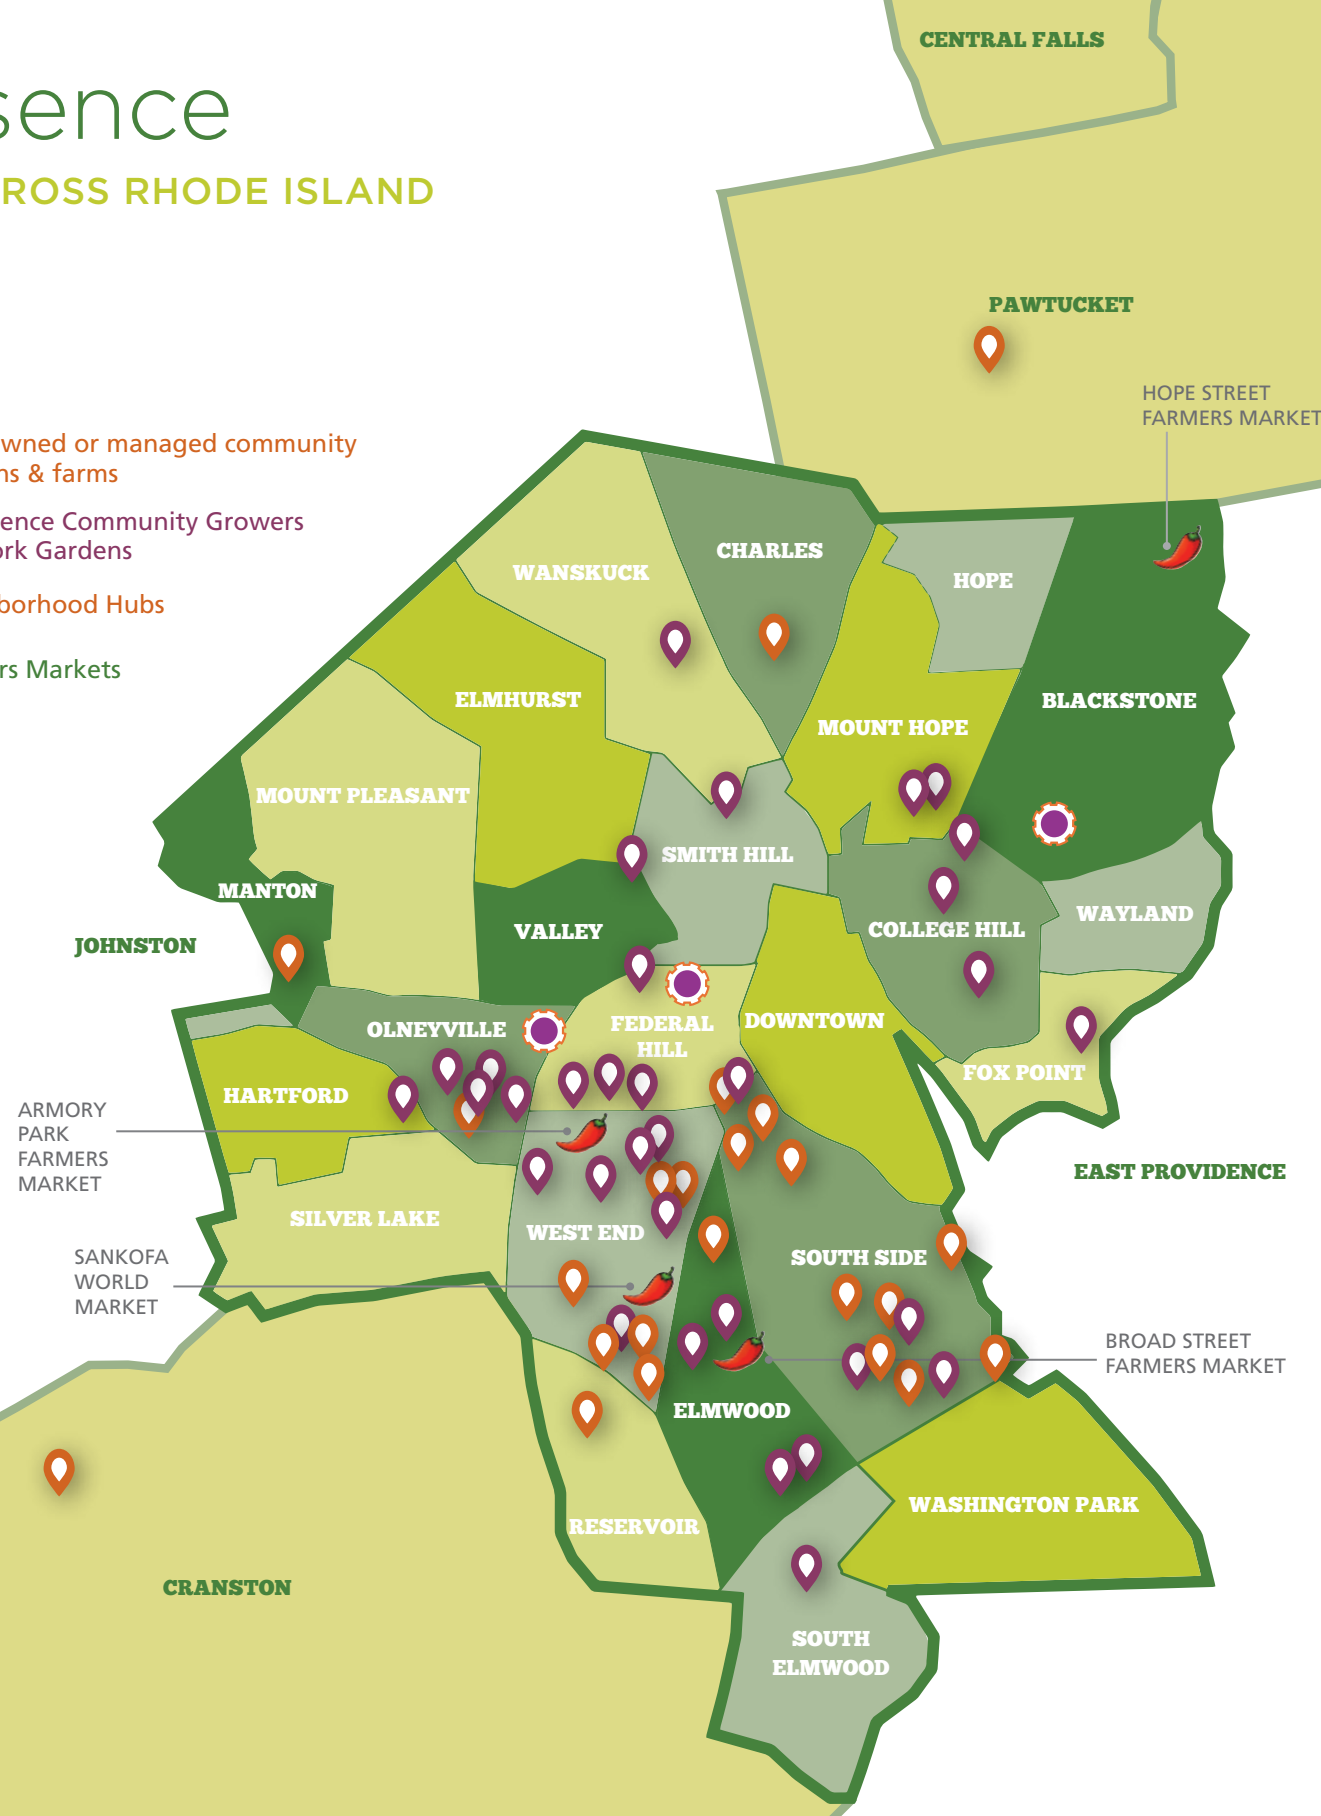 sence
ROSS RHODE ISLAND
wned or managed community
ns & farms
ence Community Growers
ork Gardens
borhood Hubs
rs Markets
CENTRAL FALLS
PAWTUCKET
HOPE STREET
FARMERS MARKET
CHARLES
WANSKUCK
HOPE
ELMHURST
BLACKSTONE
MOUNT HOPE
MOUNT PLEASANT
SMITH HILL
MANTON
WAYLAND
VALLEY
COLLEGE HILL
JOHNSTON
OLNEYVILLE
FEDERAL
HILL
DOWNTOWN
FOX POINT
HARTFORD
ARMORY
PARK
FARMERS
MARKET
EAST PROVIDENCE
SILVER LAKE
WEST END
SOUTH SIDE
SANKOFA
WORLD
MARKET
BROAD STREET
FARMERS MARKET
ELMWOOD
WASHINGTON PARK
RESERVOIR
CRANSTON
SOUTH
ELMWOOD